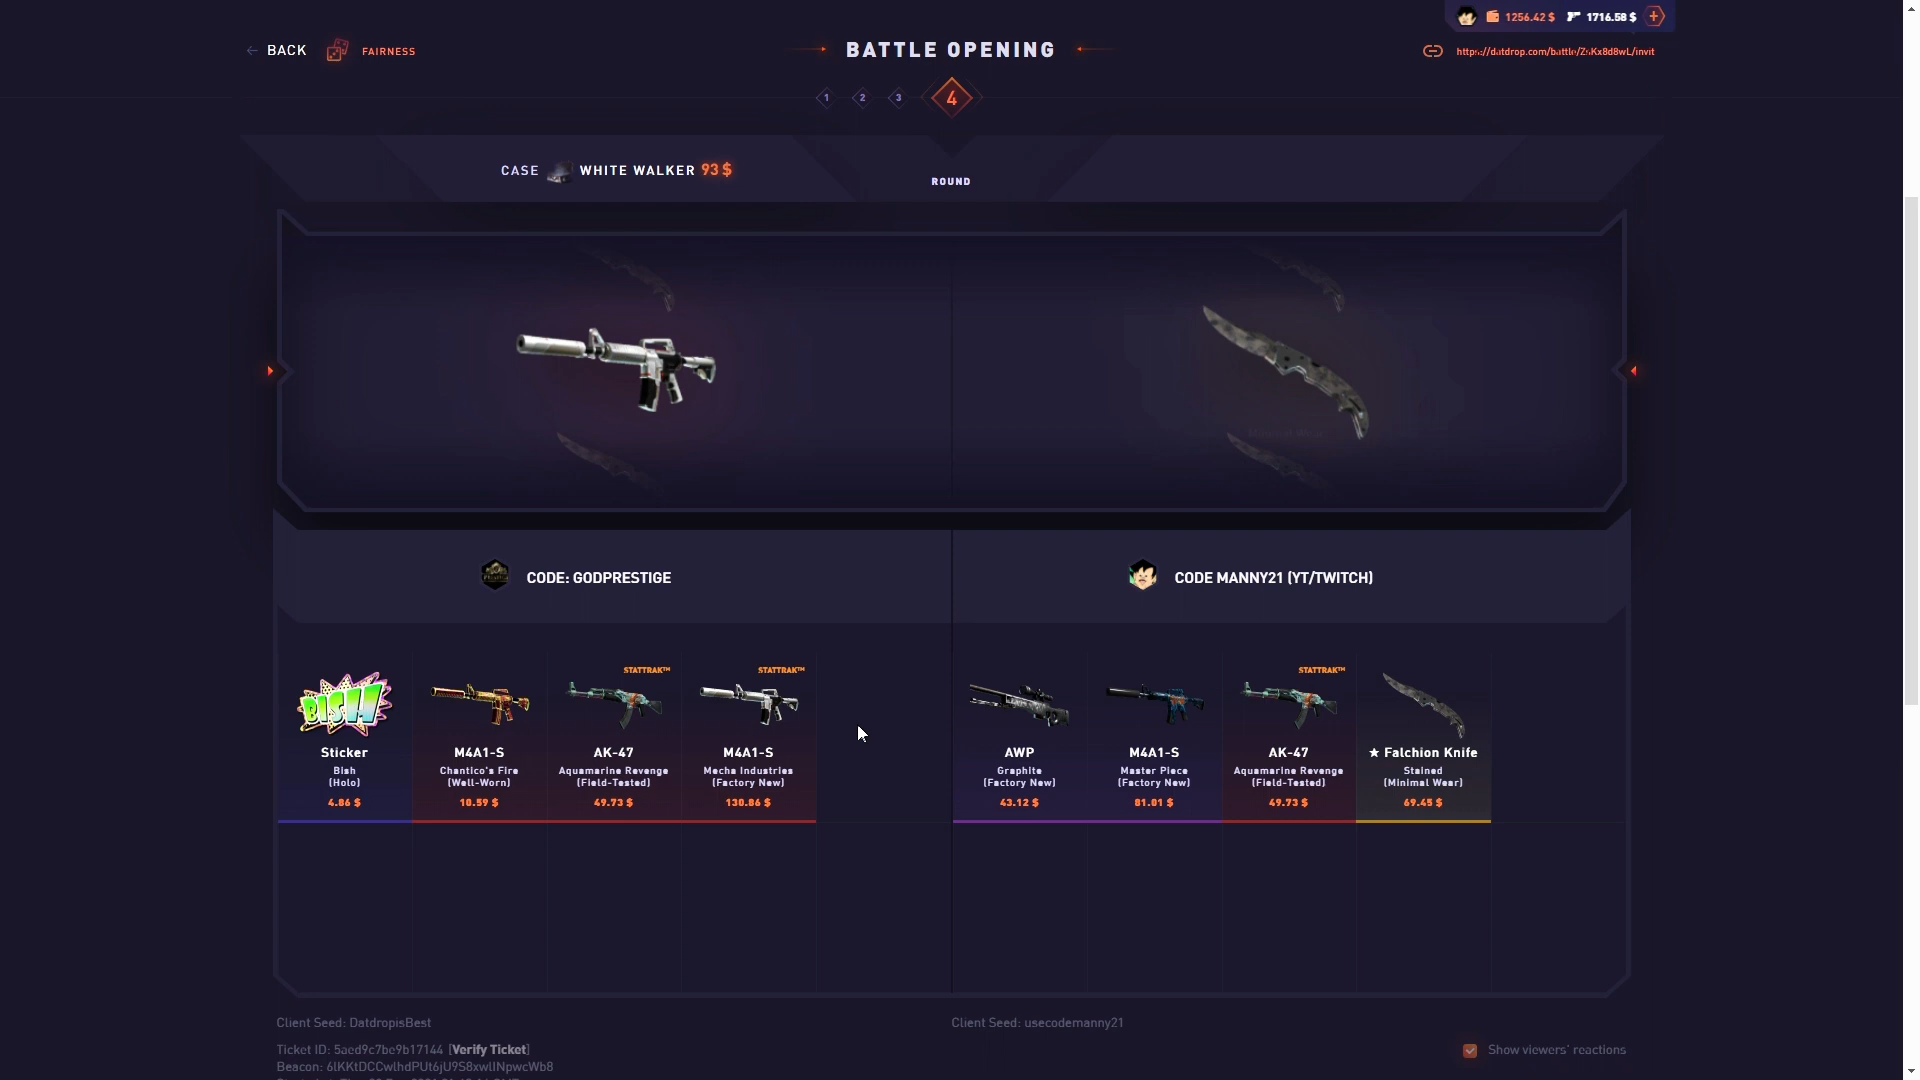 1256.42 $ 1716.58 $
BACK FAIRNESS
BATTLE OPENING
1 2 3 4
CASE WHITE WALKER 93 $
ROUND
CODE: GODPRESTIGE
CODE MANNY21 (YT/TWITCH)
Sticker
Bish
(Holo)
4.86 $
M4A1-S
Chantico's Fire
(Well-Worn)
10.59 $
STATTRAK™
AK-47
Aquamarine Revenge
(Field-Tested)
49.73 $
STATTRAK™
M4A1-S
Mecha Industries
(Factory New)
130.86 $
AWP
Graphite
(Factory New)
43.12 $
M4A1-S
Master Piece
(Factory New)
81.01 $
STATTRAK™
AK-47
Aquamarine Revenge
(Field-Tested)
49.73 $
★ Falchion Knife
Stained
(Minimal Wear)
69.45 $
Client Seed: DatdropisBest
Client Seed: usecodemanny21
Ticket ID: 5aed9c7be9b17144 [Verify Ticket]
Show viewers' reactions